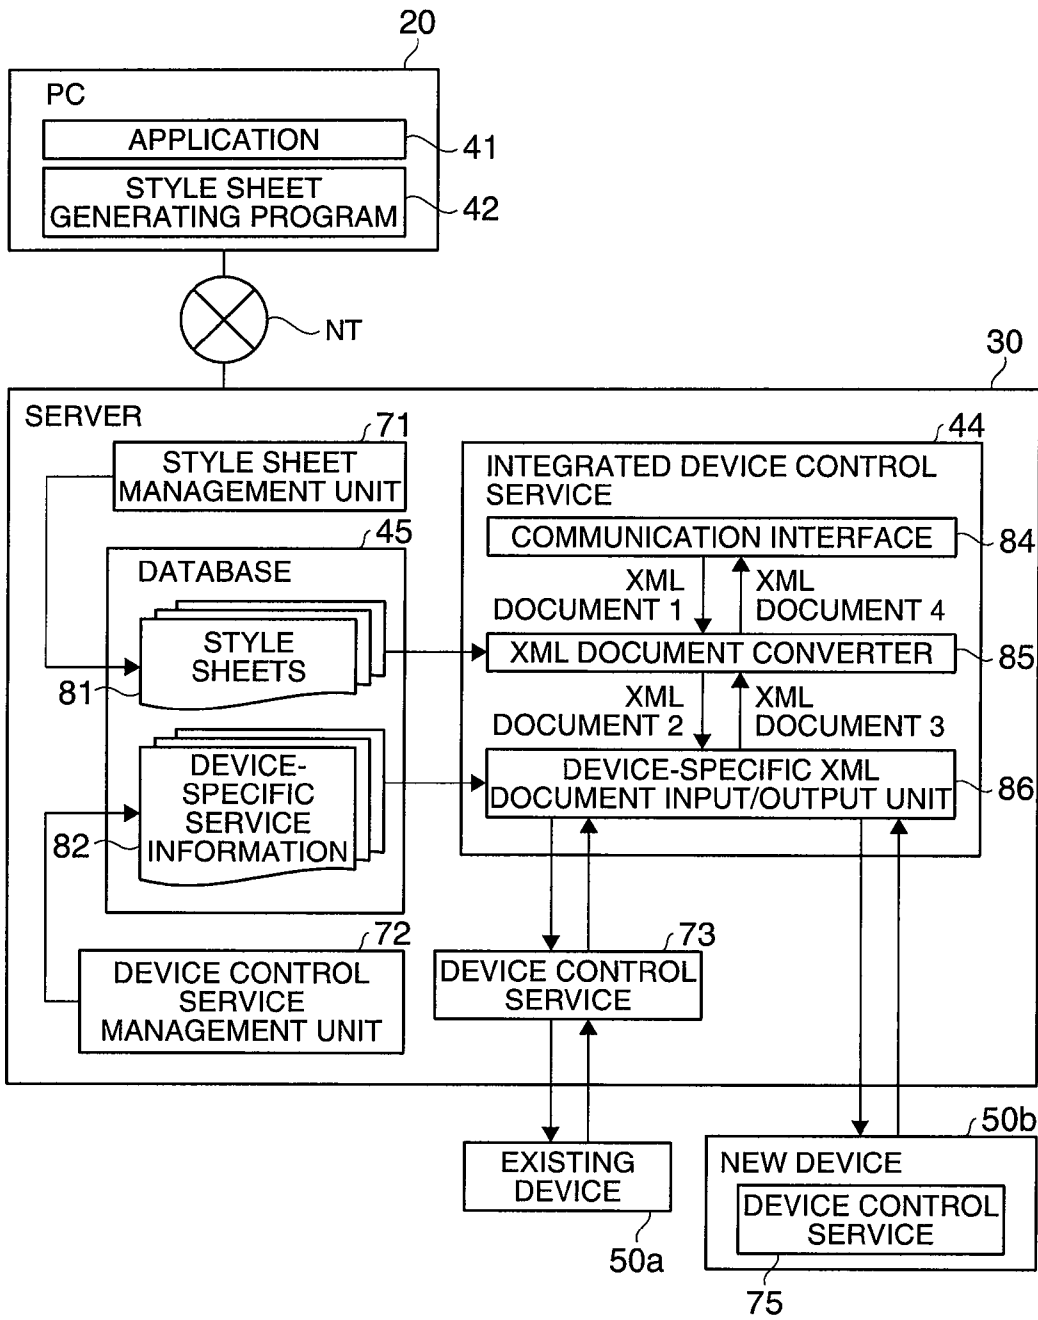 20
PC
APPLICATION
41
STYLE SHEET
GENERATING PROGRAM
42
NT
30
SERVER
71
STYLE SHEET
MANAGEMENT UNIT
44
INTEGRATED DEVICE CONTROL
SERVICE
COMMUNICATION INTERFACE
84
45
DATABASE
XML
DOCUMENT 1
XML
DOCUMENT 4
STYLE
SHEETS
81
XML DOCUMENT CONVERTER
85
XML
DOCUMENT 2
XML
DOCUMENT 3
DEVICE-
SPECIFIC
SERVICE
INFORMATION
82
DEVICE-SPECIFIC XML
DOCUMENT INPUT/OUTPUT UNIT
86
72
DEVICE CONTROL
SERVICE
MANAGEMENT UNIT
73
DEVICE CONTROL
SERVICE
EXISTING
DEVICE
50a
50b
NEW DEVICE
DEVICE CONTROL
SERVICE
75